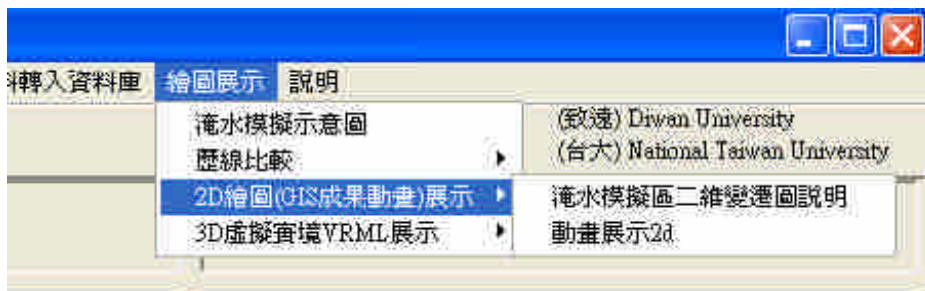 料轉入資料庫 繪圖展示 說明
淹水模擬示意圖
歷線比較
2D繪圖(GIS成果動畫)展示
3D虛擬實境VRML展示
(致遠) Diwan University
(台大) National Taiwan University
淹水模擬區二維變遷圖說明
動畫展示2d